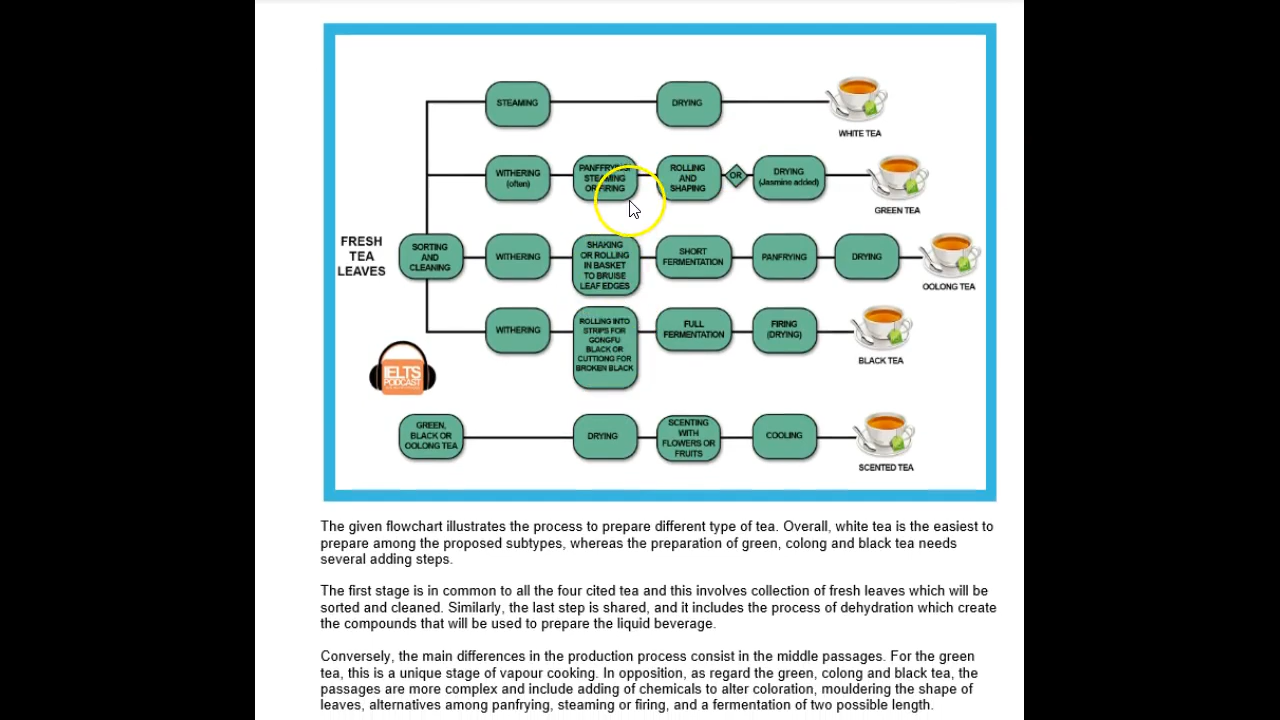 STEAMING
DRYING
WHITE TEA
WITHERING
(often)
STEAMING
OR FIRING
ROLLING
AND
SHAPING
OR
DRYING
(Jasmine added)
GREEN TEA
FRESH
TEA
LEAVES
SORTING
AND
CLEANING
WITHERING
SHAKING
OR ROLLING
IN BASKET
TO BRUISE
LEAF EDGES
SHORT
FERMENTATION
PANFRYING
DRYING
OOLONG TEA
WITHERING
ROLLING INTO
STRIPS FOR
GONGFU
BLACK OR
CUTTIONG FOR
BROKEN BLACK
FULL
FERMENTATION
FIRING
(DRYING)
BLACK TEA
IELTS
PODCAST
GREEN,
BLACK OR
OOLONG TEA
DRYING
SCENTING
WITH
FLOWERS OR
FRUITS
COOLING
SCENTED TEA
The given flowchart illustrates the process to prepare different type of tea. Overall, white tea is the easiest to
prepare among the proposed subtypes, whereas the preparation of green, colong and black tea needs
several adding steps.
The first stage is in common to all the four cited tea and this involves collection of fresh leaves which will be
sorted and cleaned. Similarly, the last step is shared, and it includes the process of dehydration which create
the compounds that will be used to prepare the liquid beverage.
Conversely, the main differences in the production process consist in the middle passages. For the green
tea, this is a unique stage of vapour cooking. In opposition, as regard the green, colong and black tea, the
passages are more complex and include adding of chemicals to alter coloration, mouldering the shape of
leaves, alternatives among panfrying, steaming or firing, and a fermentation of two possible length.